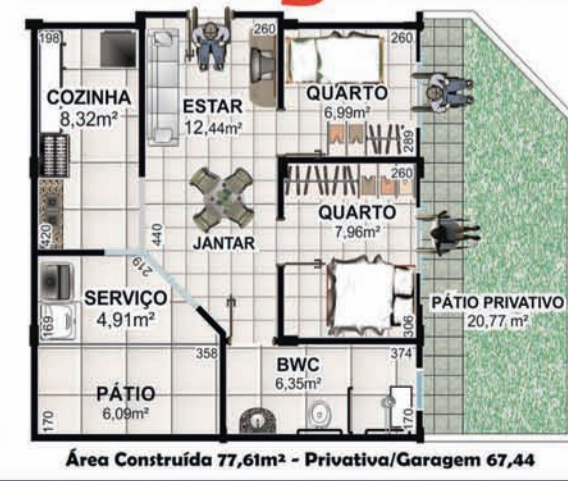 198
260
260
COZINHA
8,32m²
ESTAR
12,44m²
QUARTO
6,99m²
289
260
QUARTO
7,96m²
420
440
JANTAR
219
SERVIÇO
4,91m²
169
PÁTIO PRIVATIVO
20,77 m²
306
358
374
BWC
6,35m²
PÁTIO
6,09m²
170
170
Área Construída 77,61m² - Privativa/Garagem 67,44